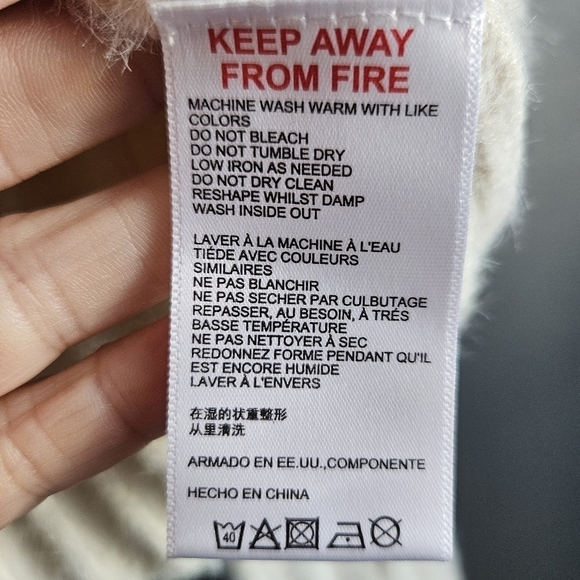 KEEP AWAY
FROM FIRE
MACHINE WASH WARM WITH LIKE
COLORS
DO NOT BLEACH
DO NOT TUMBLE DRY
LOW IRON AS NEEDED
DO NOT DRY CLEAN
RESHAPE WHILST DAMP
WASH INSIDE OUT
LAVER À LA MACHINE À L'EAU
TIÉDE AVEC COULEURS
SIMILAIRES
NE PAS BLANCHIR
NE PAS SECHER PAR CULBUTAGE
REPASSER, AU BESOIN, À TRÉS
BASSE TEMPÉRATURE
NE PAS NETTOYER À SEC
REDONNEZ FORME PENDANT QU'IL
EST ENCORE HUMIDE
LAVER À L'ENVERS
在湿的状重整形
从里清洗
ARMADO EN EE.UU.,COMPONENTE
HECHO EN CHINA
40